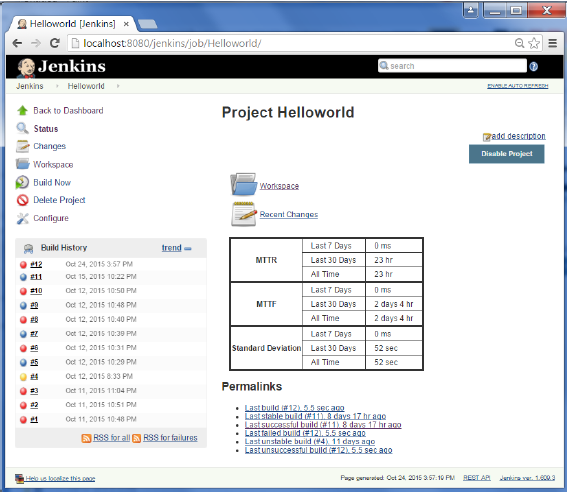 Helloworld [Jenkins]
localhost:8080/jenkins/job/Helloworld/
Jenkins
search
Jenkins
Helloworld
ENABLE AUTO REFRESH
Back to Dashboard
Status
Changes
Workspace
Build Now
Delete Project
Configure
Project Helloworld
add description
Disable Project
Workspace
Recent Changes
Build History trend
#12 Oct 24, 2015 3:57 PM
#11 Oct 15, 2015 10:22 PM
#10 Oct 12, 2015 10:50 PM
#9 Oct 12, 2015 10:48 PM
#8 Oct 12, 2015 10:40 PM
#7 Oct 12, 2015 10:39 PM
#6 Oct 12, 2015 10:31 PM
#5 Oct 12, 2015 10:29 PM
#4 Oct 12, 2015 8:33 PM
#3 Oct 11, 2015 11:04 PM
#2 Oct 11, 2015 10:51 PM
#1 Oct 11, 2015 10:48 PM
RSS for all RSS for failures
MTTR
Last 7 Days 0 ms
Last 30 Days 23 hr
All Time 23 hr
MTTF
Last 7 Days 0 ms
Last 30 Days 2 days 4 hr
All Time 2 days 4 hr
Standard Deviation
Last 7 Days 0 ms
Last 30 Days 52 sec
All Time 52 sec
Permalinks
Last build (#12), 5.5 sec ago
Last stable build (#11), 8 days 17 hr ago
Last successful build (#11), 8 days 17 hr ago
Last failed build (#12), 5.5 sec ago
Last unstable build (#4), 11 days ago
Last unsuccessful build (#12), 5.5 sec ago
Help us localize this page
Page generated: Oct 24, 2015 3:57:19 PM
REST API
Jenkins ver. 1.609.3